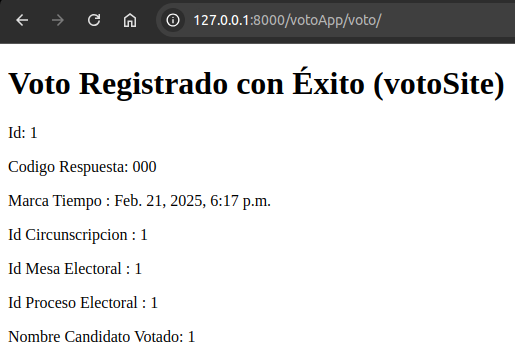 127.0.0.1:8000/votoApp/voto/
Voto Registrado con Éxito (votoSite)
Id: 1
Codigo Respuesta: 000
Marca Tiempo : Feb. 21, 2025, 6:17 p.m.
Id Circunscripcion : 1
Id Mesa Electoral : 1
Id Proceso Electoral : 1
Nombre Candidato Votado: 1